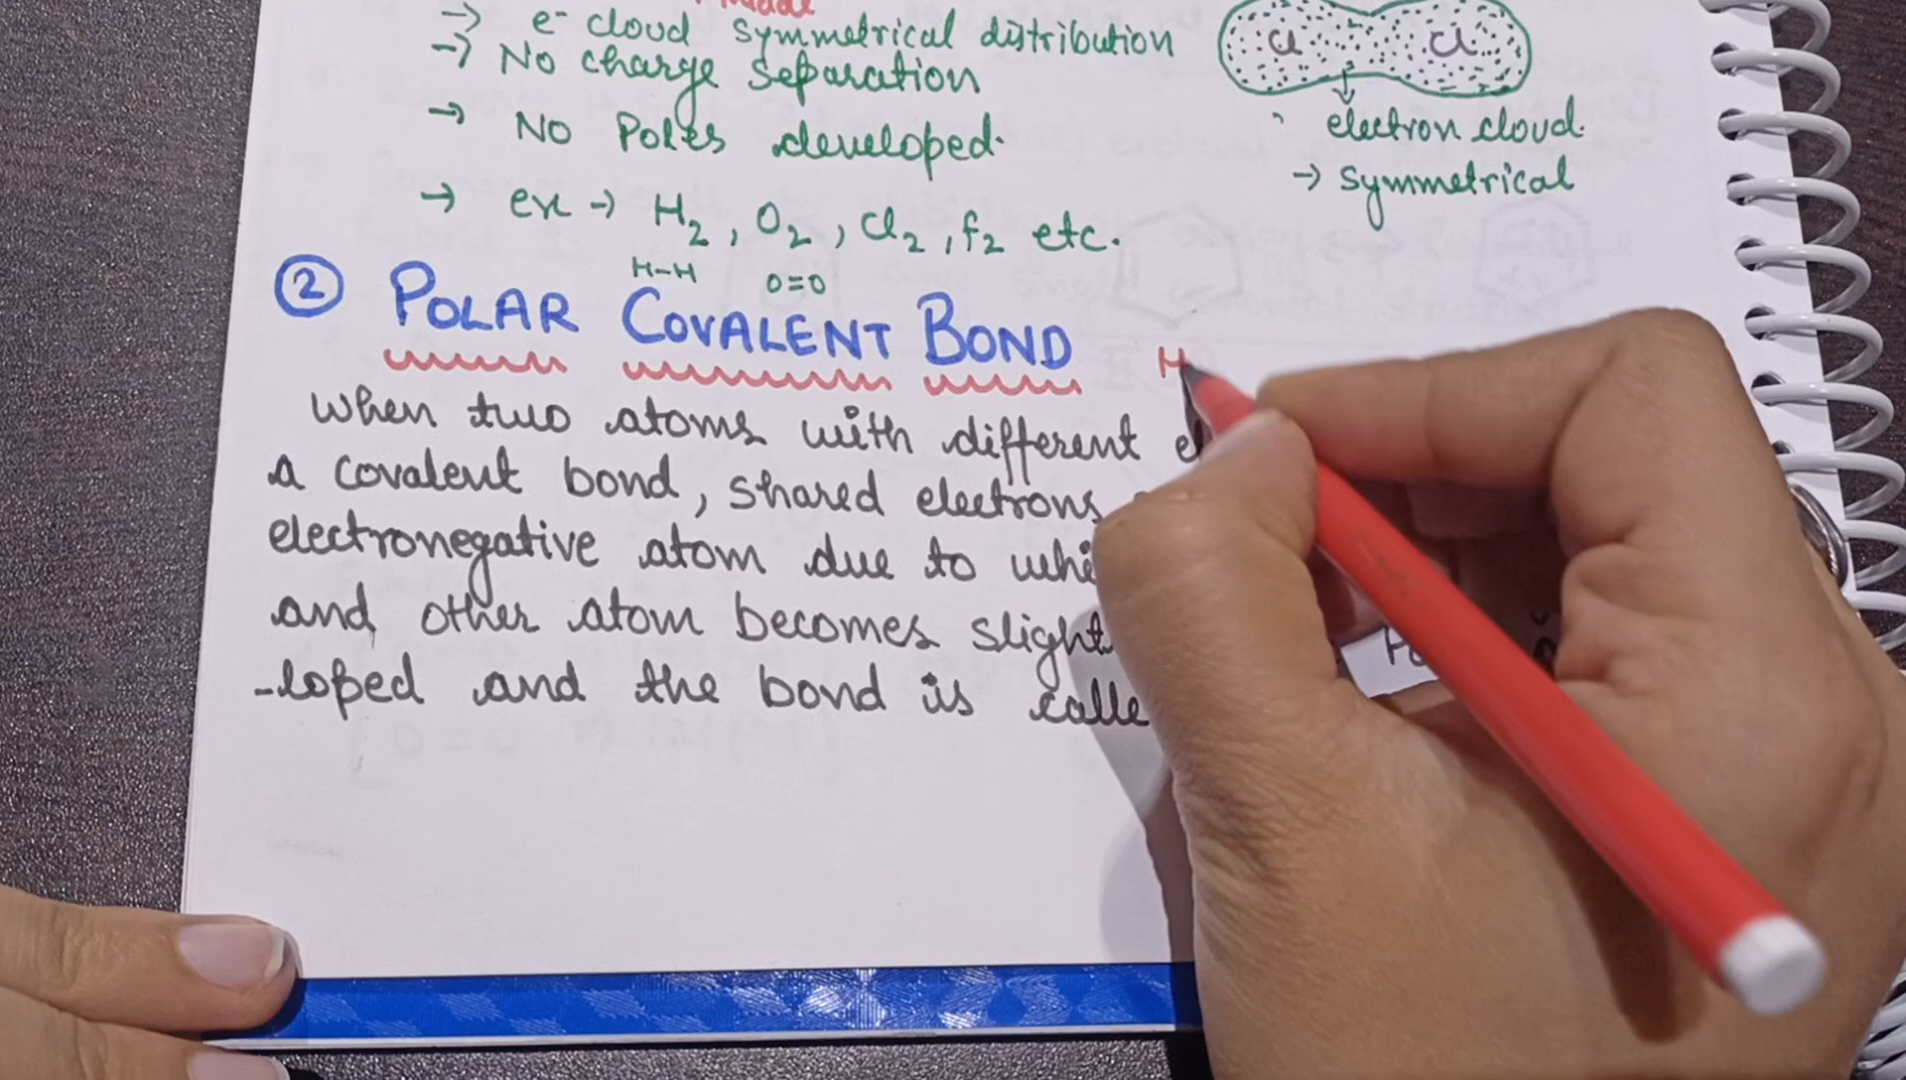 → e- cloud symmetrical distribution
→ No charge separation
→ No Poles developed.
→ ex → H2, O2, Cl2, f2 etc.
H-H O=O
Cl Cl
electron cloud.
→ symmetrical
② POLAR COVALENT BOND H
When two atoms with different
a covalent bond, shared electrons
electronegative atom due to whi
and other atom becomes slight
-loped and the bond is calle